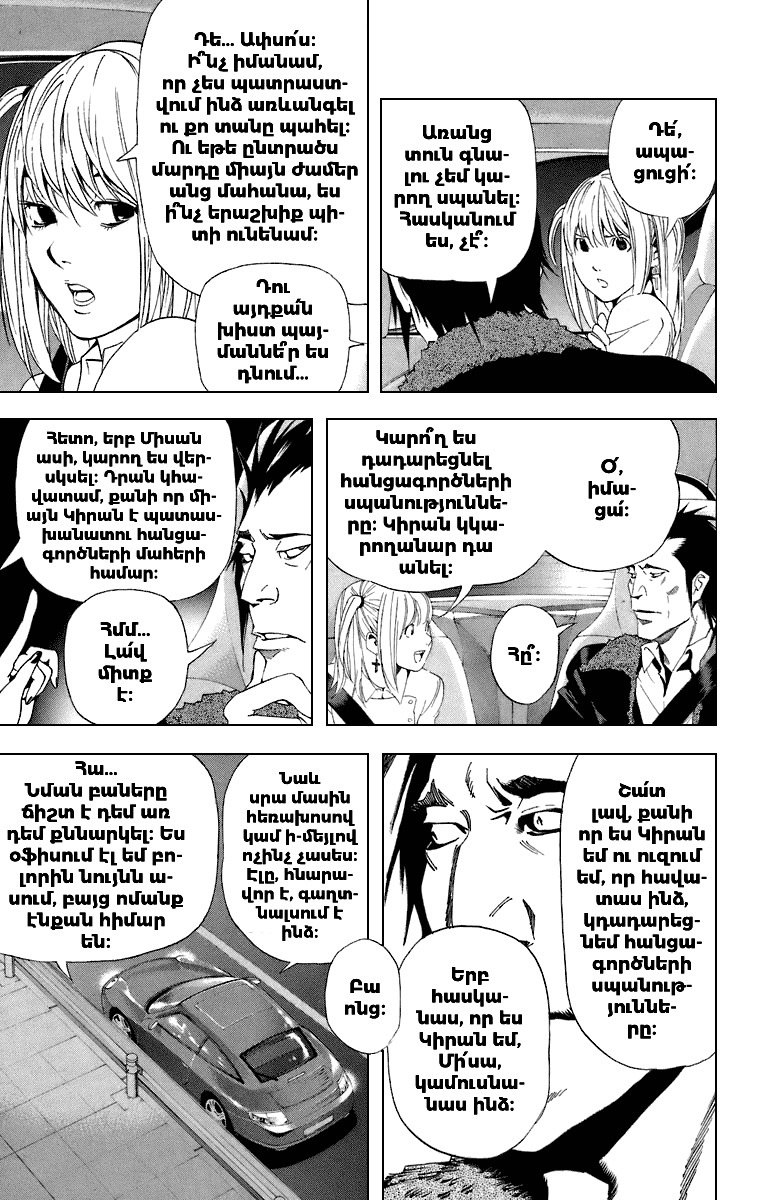 Դե՛,
ապա-
ցուցի՛ր:
Առանց
տուն գնա-
լու չեմ կա-
րող սպանել:
Հասկանում
ես, չէ՞:
Դե... Ափսո՜ս:
Ի՞նչ իմանամ,
որ չես պատրաստ-
վում ինձ առևանգել
ու քո տանը պահել:
Ու եթե ընտրածս
մարդը միայն ժամեր
անց մահանա, ես
ի՞նչ երաշխիք պի-
տի ունենամ:
Դու
այդքա՜ն
խիստ պայ-
մաննե՞ր ես
դնում...
Օ՛,
իմա-
ցա՛:
Կարո՞ղ ես
դադարեցնել
հանցագործների
սպանություննե-
րը: Կիրան կկա-
րողանար դա
անել:
Հը՞:
Հետո, երբ Միսան
ասի, կարող ես վեր-
սկսել: Դրան կհա-
վատամ, քանի որ մի-
այն Կիրան է պատաս-
խանատու հանցա-
գործների մահերի
համար:
Հմմ...
Լա՛վ
միտք
է:
Շա՜տ
լավ, քանի
որ ես Կիրան
եմ ու ուզում
եմ, որ հավա-
տաս ինձ,
կդադարեց-
նեմ հանցա-
գործների
սպանութ-
յուննե-
րը:
Երբ
հասկա-
նաս, որ ես
Կիրան եմ,
Մի՛սա,
կամուսնա-
նաս ինձ:
Բա
ոնց:
Նաև
սրա մասին
հեռախոսով
կամ ի-մեյլով
ոչինչ չասես:
Էլը, հնարա-
վոր է, գաղտ-
նալսում է
ինձ:
Հա...
Նման բաները
ճիշտ է դեմ առ
դեմ քննարկել: Ես
օֆիսում էլ եմ բո-
լորին նույնն ա-
սում, բայց ոմանք
էնքան հիմար
են: